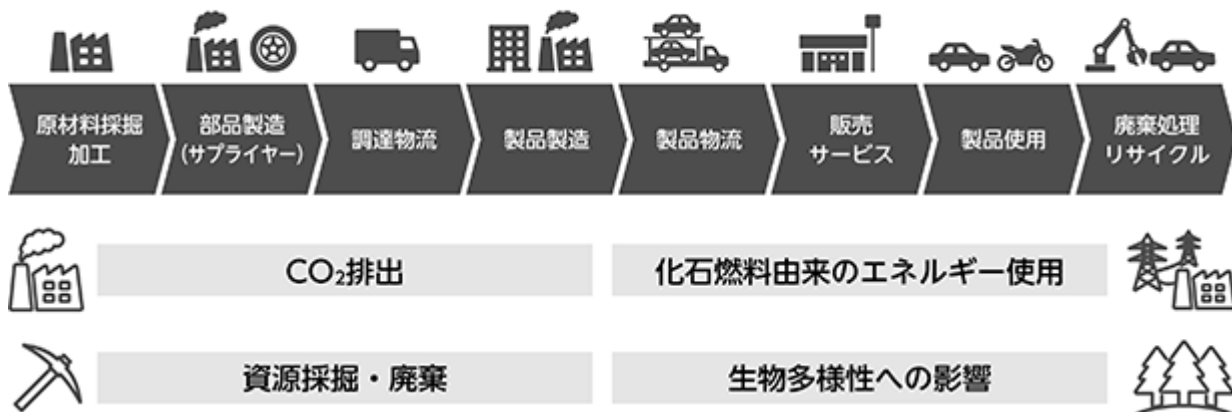 原材料採掘
加工
部品製造
(サプライヤー)
調達物流
製品製造
製品物流
販売
サービス
製品使用
廃棄処理
リサイクル
CO₂排出
化石燃料由来のエネルギー使用
資源採掘・廃棄
生物多様性への影響